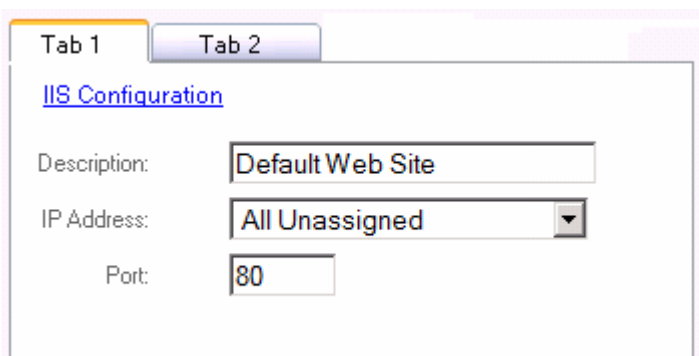 Tab 1 Tab 2
IIS Configuration
Description: Default Web Site
IP Address: All Unassigned
Port: 80